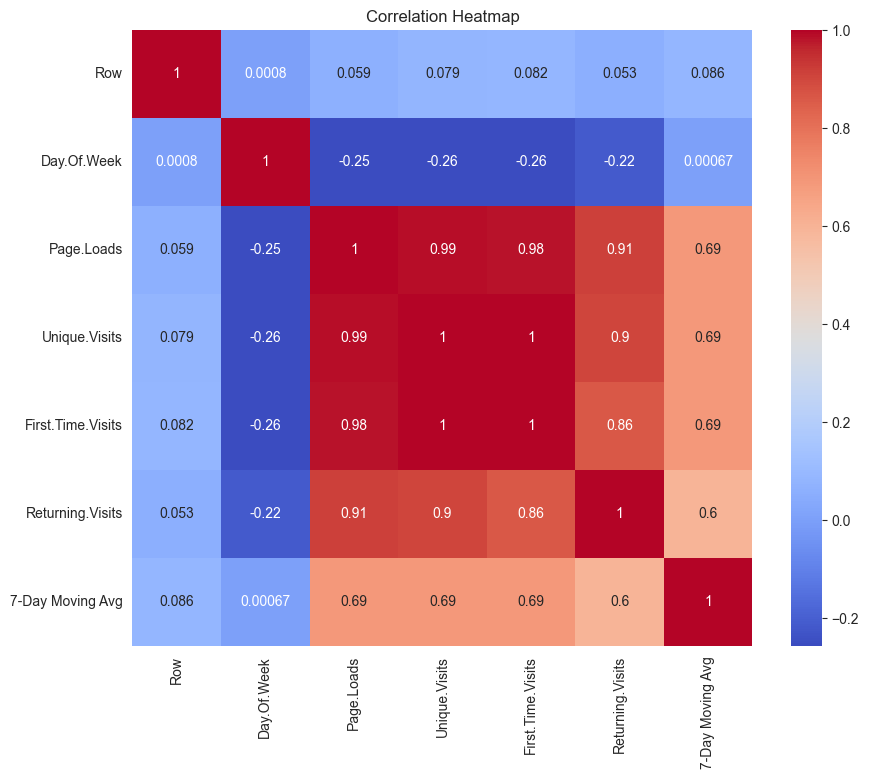 Correlation Heatmap
Row 1 0.0008 0.059 0.079 0.082 0.053 0.086
Day.Of.Week 0.0008 1 -0.25 -0.26 -0.26 -0.22 0.00067
Page.Loads 0.059 -0.25 1 0.99 0.98 0.91 0.69
Unique.Visits 0.079 -0.26 0.99 1 1 0.9 0.69
First.Time.Visits 0.082 -0.26 0.98 1 1 0.86 0.69
Returning.Visits 0.053 -0.22 0.91 0.9 0.86 1 0.6
7-Day Moving Avg 0.086 0.00067 0.69 0.69 0.69 0.6 1
Row
Day.Of.Week
Page.Loads
Unique.Visits
First.Time.Visits
Returning.Visits
7-Day Moving Avg
1.0
0.8
0.6
0.4
0.2
0.0
-0.2